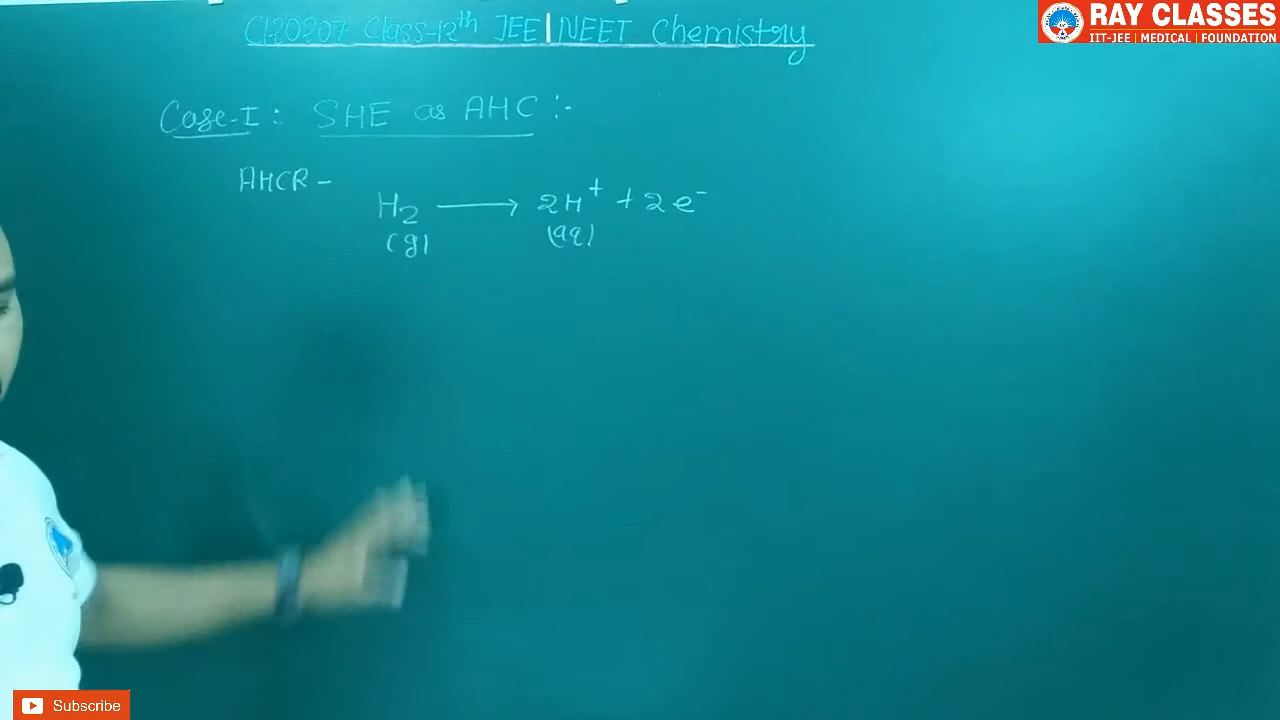 C120207 Class-12th JEE|NEET Chemistry
RAY CLASSES
IIT-JEE | MEDICAL | FOUNDATION
Case-I: SHE as AHC :-
AHCR -
H₂ ⟶ 2H⁺ + 2e⁻
(g) (aq)
Subscribe